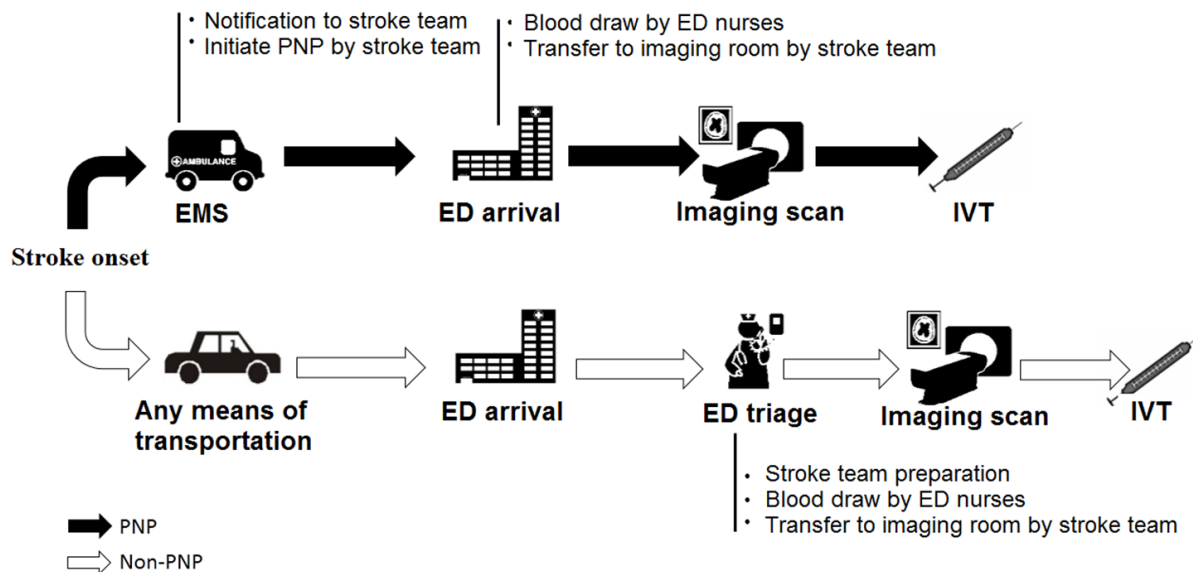 • Notification to stroke team
• Initiate PNP by stroke team
• Blood draw by ED nurses
• Transfer to imaging room by stroke team
AMBULANCE
EMS
ED arrival
Imaging scan
IVT
Stroke onset
Any means of
transportation
ED arrival
ED triage
Imaging scan
IVT
• Stroke team preparation
• Blood draw by ED nurses
• Transfer to imaging room by stroke team
PNP
Non-PNP